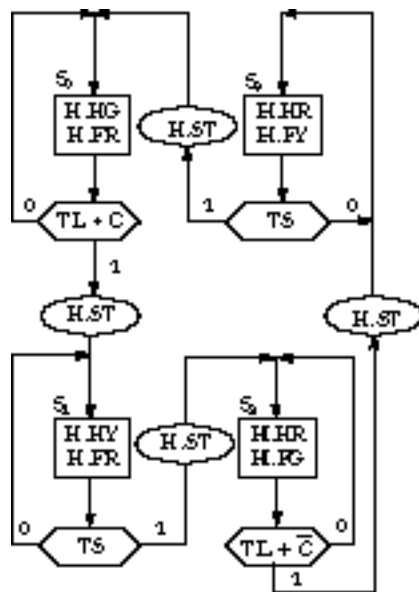 S₀
H.HG
H.FR
0
TL + C
1
H.ST
S₃
H.HR
H.FY
H.ST
1
TS
0
H.ST
S₁
H.HY
H.FR
0
TS
1
H.ST
S₂
H.HR
H.FG
TL + C̅
0
1